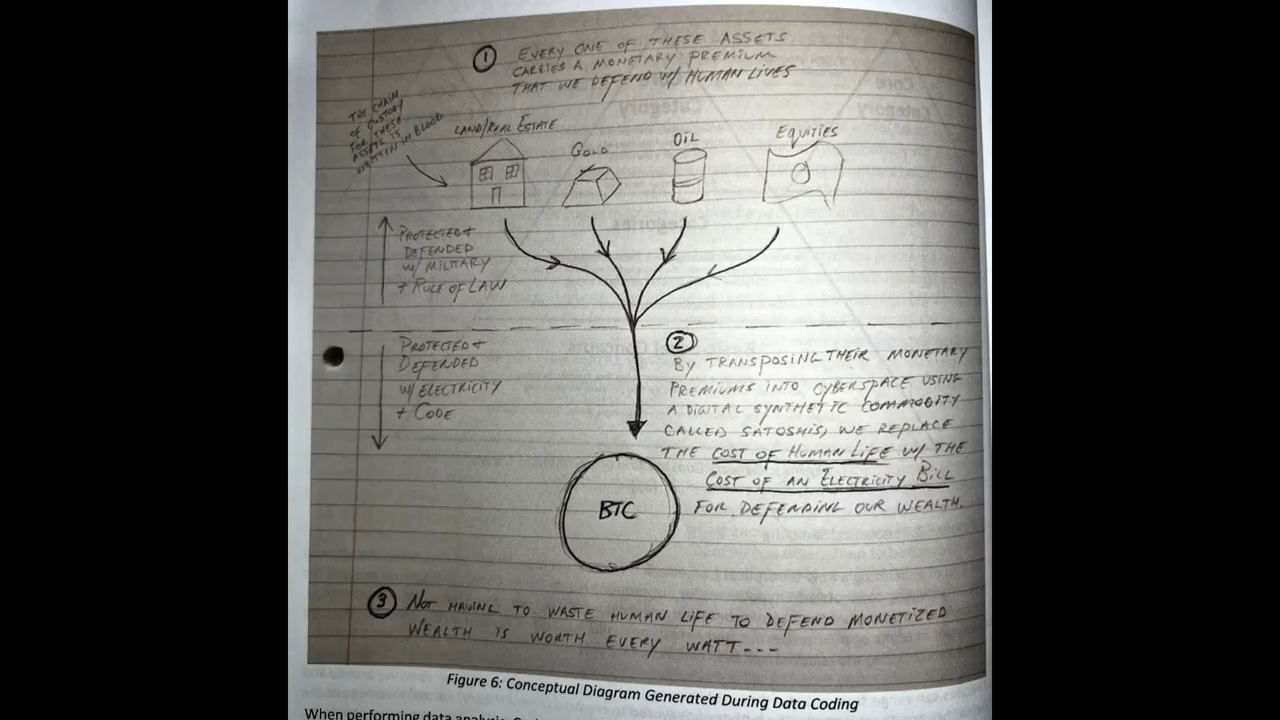 ① EVERY ONE OF THESE ASSETS
CARRIES A MONETARY PREMIUM
THAT WE DEFEND W/ HUMAN LIVES
THE CHAIN
OF CUSTODY
FOR THESE
ASSETS IS
WRITTEN IN BLOOD
LAND/REAL ESTATE
GOLD
OIL
EQUITIES
PROTECTED +
DEFENDED
W/ MILITARY
+ RULE OF LAW
PROTECTED +
DEFENDED
W/ ELECTRICITY
+ CODE
②
BY TRANSPOSING THEIR MONETARY
PREMIUMS INTO CYBERSPACE USING
A DIGITAL SYNTHETIC COMMODITY
CALLED SATOSHIS, WE REPLACE
THE COST OF HUMAN LIFE W/ THE
COST OF AN ELECTRICITY BILL
FOR DEFENDING OUR WEALTH.
BTC
③ NOT HAVING TO WASTE HUMAN LIFE TO DEFEND MONETIZED
WEALTH IS WORTH EVERY WATT---
Figure 6: Conceptual Diagram Generated During Data Coding
When performing data analysis,